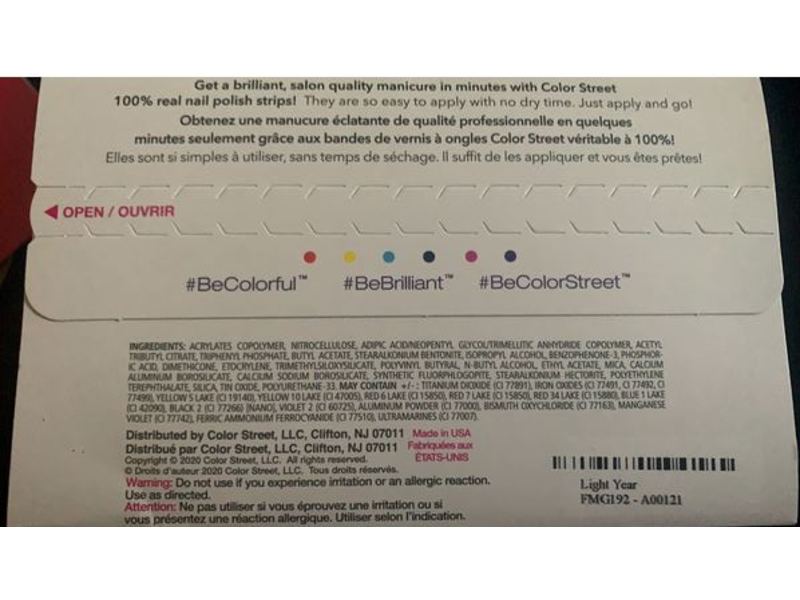 Get a brilliant, salon quality manicure in minutes with Color Street
100% real nail polish strips! They are so easy to apply with no dry time. Just apply and go!
Obtenez une manucure éclatante de qualité professionnelle en quelques
minutes seulement grâce aux bandes de vernis à ongles Color Street véritable à 100%!
Elles sont si simples à utiliser, sans temps de séchage. Il suffit de les appliquer et vous êtes prêtes!
OPEN / OUVRIR
#BeColorful™ #BeBrilliant™ #BeColorStreet™
INGREDIENTS: ACRYLATES COPOLYMER, NITROCELLULOSE, ADIPIC ACID/NEOPENTYL GLYCOL/TRIMELLITIC ANHYDRIDE COPOLYMER, ACETYL
TRIBUTYL CITRATE, TRIPHENYL PHOSPHATE, BUTYL ACETATE, STEARALKONIUM BENTONITE, ISOPROPYL ALCOHOL, BENZOPHENONE-3, PHOSPHOR-
IC ACID, DIMETHICONE, ETOCRYLENE, TRIMETHYLSILOXYSILICATE, POLYVINYL BUTYRAL, N-BUTYL ALCOHOL, ETHYL ACETATE, MICA, CALCIUM
ALUMINUM BOROSILICATE, CALCIUM SODIUM BOROSILICATE, SYNTHETIC FLUORPHLOGOPITE, STEARALKONIUM HECTORITE, POLYETHYLENE
TEREPHTHALATE, SILICA, TIN OXIDE, POLYURETHANE-33. MAY CONTAIN +/-: TITANIUM DIOXIDE (CI 77891), IRON OXIDES (CI 77491, CI 77492, CI
77499), YELLOW 5 LAKE (CI 19140), YELLOW 10 LAKE (CI 47005), RED 6 LAKE (CI 15850), RED 7 LAKE (CI 15850), RED 34 LAKE (CI 15880), BLUE 1 LAKE
(CI 42090), BLACK 2 (CI 77266) [NANO], VIOLET 2 (CI 60725), ALUMINUM POWDER (CI 77000), BISMUTH OXYCHLORIDE (CI 77163), MANGANESE
VIOLET (CI 77742), FERRIC AMMONIUM FERROCYANIDE (CI 77510), ULTRAMARINES (CI 77007).
Distributed by Color Street, LLC, Clifton, NJ 07011 Made in USA
Distribué par Color Street, LLC, Clifton, NJ 07011 Fabriquées aux
Copyright © 2020 Color Street, LLC. All rights reserved. ÉTATS-UNIS
© Droits d'auteur 2020 Color Street, LLC. Tous droits réservés.
Warning: Do not use if you experience irritation or an allergic reaction.
Use as directed.
Attention: Ne pas utiliser si vous éprouvez une irritation ou si
vous présentez une réaction allergique. Utiliser selon l'indication.
Light Year
FMG192 - A00121